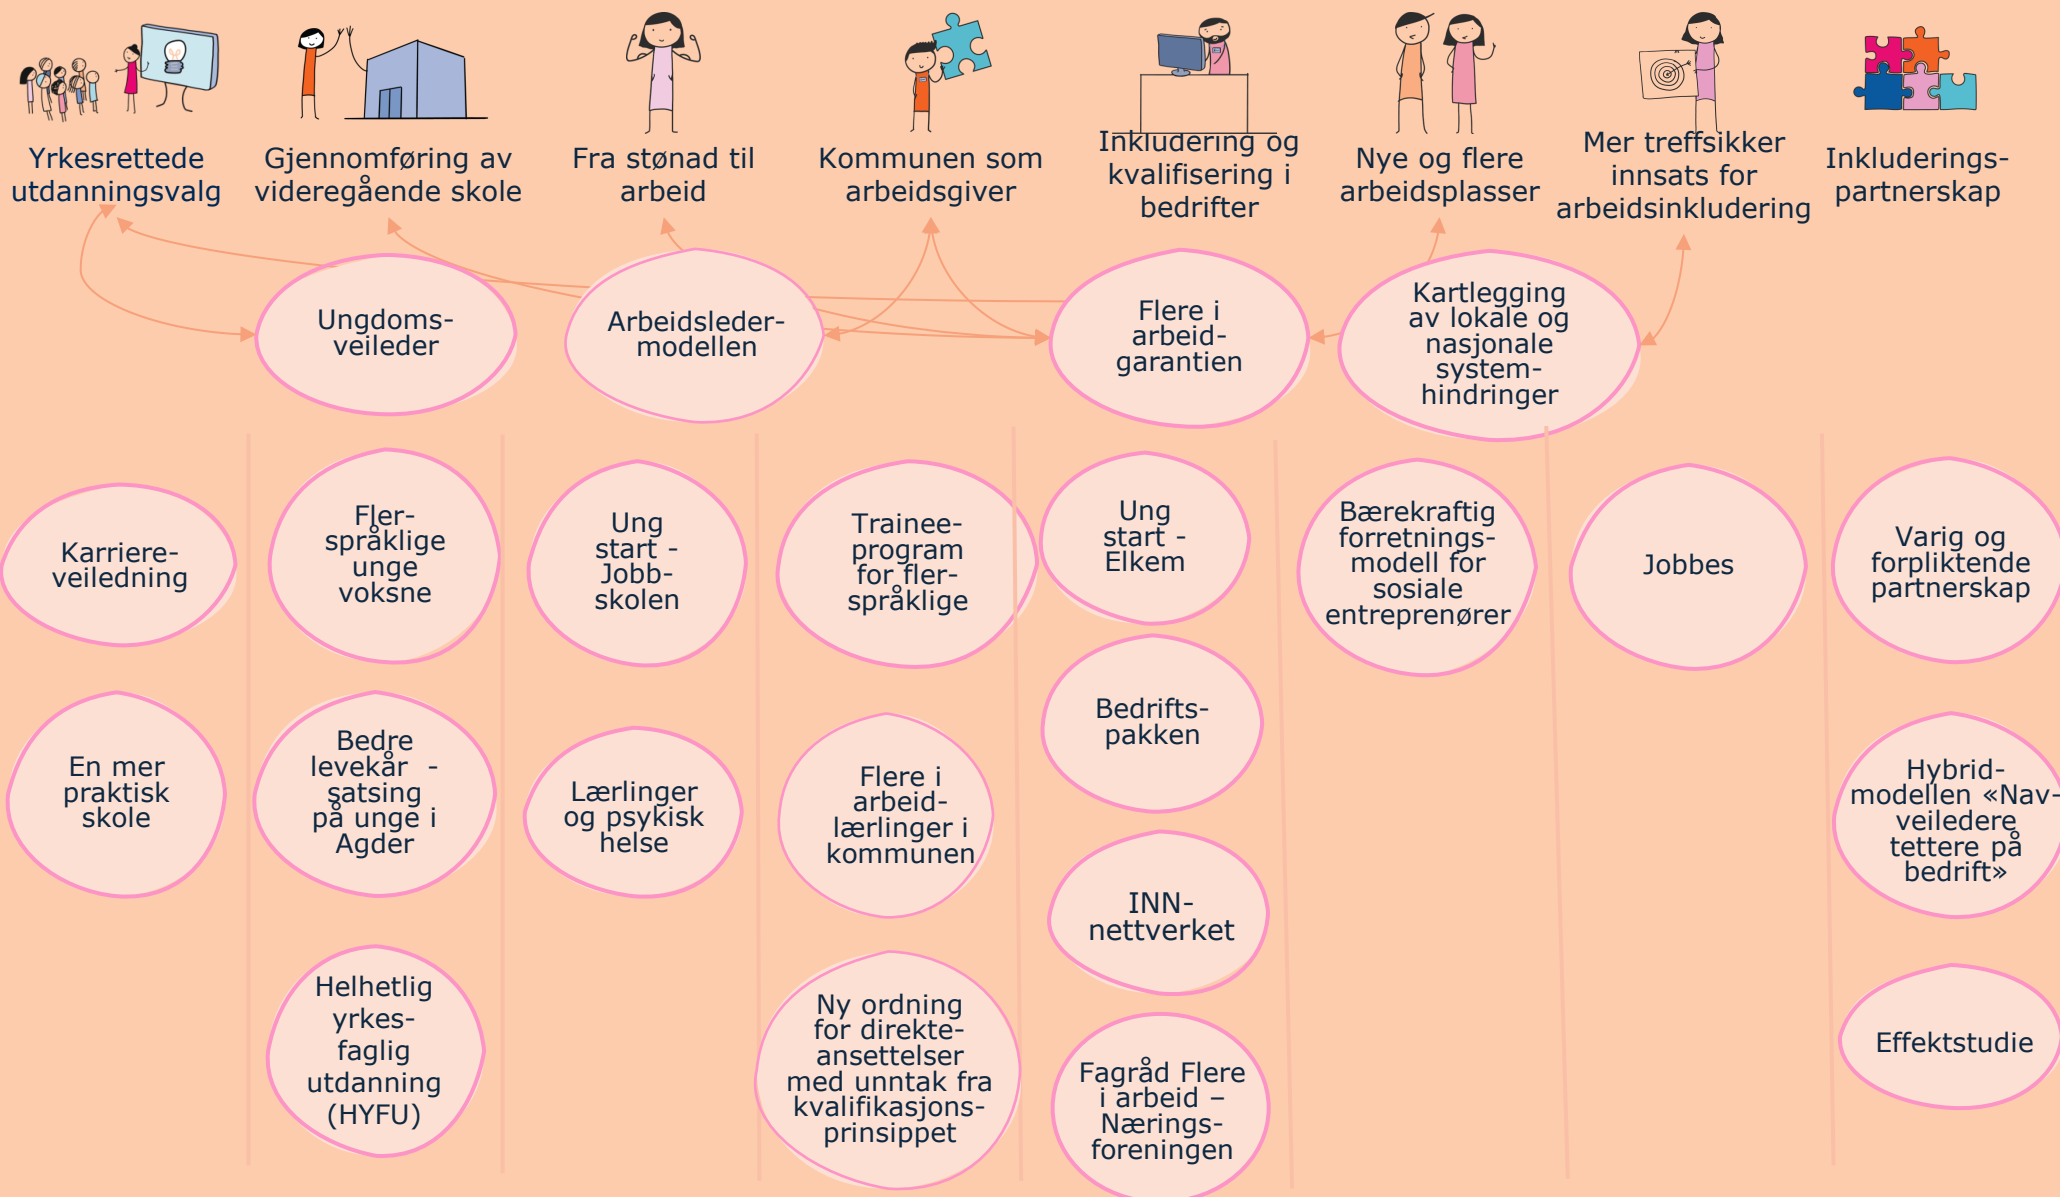 Yrkesrettede
utdanningsvalg
Gjennomføring av
videregående skole
Fra stønad til
arbeid
Kommunen som
arbeidsgiver
Inkludering og
kvalifisering i
bedrifter
Nye og flere
arbeidsplasser
Mer treffsikker
innsats for
arbeidsinkludering
Inkluderings-
partnerskap
Ungdoms-
veileder
Arbeidsleder-
modellen
Flere i
arbeid-
garantien
Kartlegging
av lokale og
nasjonale
system-
hindringer
Karriere-
veiledning
En mer
praktisk
skole
Fler-
språklige
unge
voksne
Bedre
levekår -
satsing
på unge i
Agder
Helhetlig
yrkes-
faglig
utdanning
(HYFU)
Ung
start -
Jobb-
skolen
Lærlinger
og psykisk
helse
Trainee-
program
for fler-
språklige
Flere i
arbeid-
lærlinger i
kommunen
Ny ordning
for direkte-
ansettelser
med unntak fra
kvalifikasjons-
prinsippet
Ung
start -
Elkem
Bedrifts-
pakken
INN-
nettverket
Fagråd Flere
i arbeid –
Nærings-
foreningen
Bærekraftig
forretnings-
modell for
sosiale
entreprenører
Jobbes
Varig og
forpliktende
partnerskap
Hybrid-
modellen «Nav-
veiledere
tettere på
bedrift»
Effektstudie